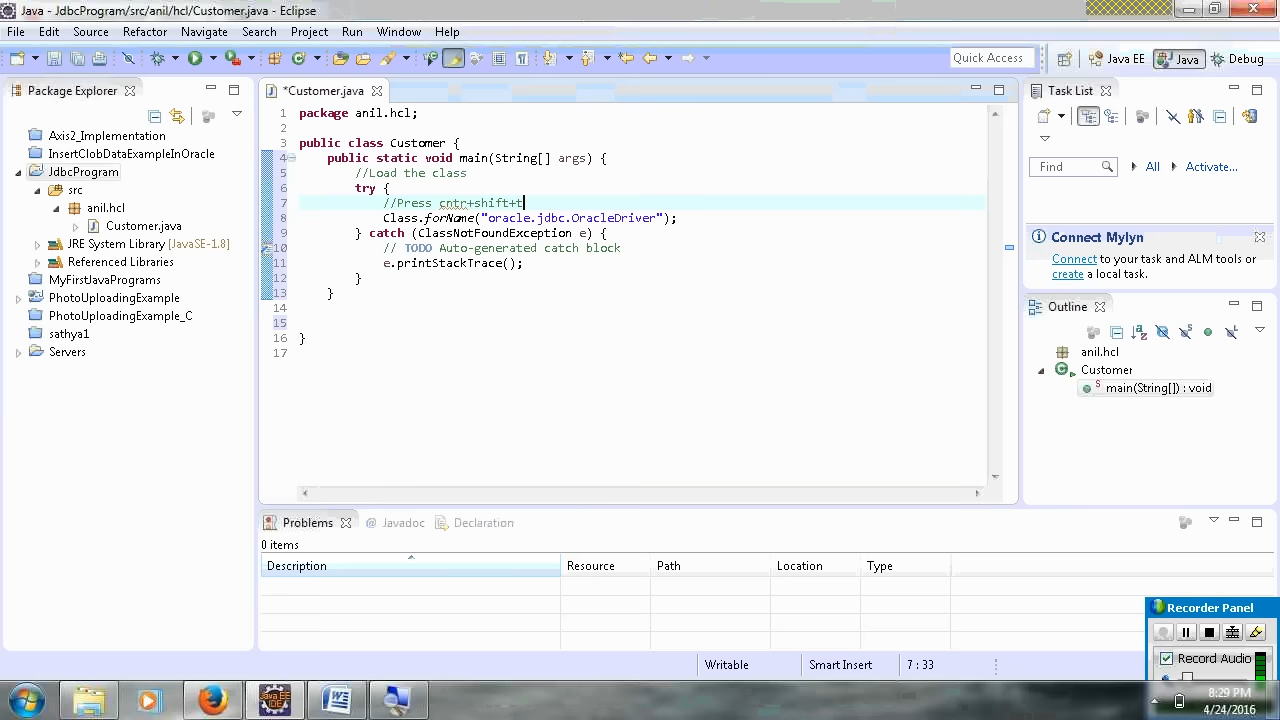 Java - JdbcProgram/src/anil/hcl/Customer.java - Eclipse
File Edit Source Refactor Navigate Search Project Run Window Help
Quick Access
Java EE
Java
Debug
Package Explorer
Axis2_Implementation
InsertClobDataExampleInOracle
JdbcProgram
src
anil.hcl
Customer.java
JRE System Library [JavaSE-1.8]
Referenced Libraries
MyFirstJavaPrograms
PhotoUploadingExample
PhotoUploadingExample_C
sathya1
Servers
*Customer.java
1 package anil.hcl;
2
3 public class Customer {
4 public static void main(String[] args) {
5 //Load the class
6 try {
7 //Press cntr+shift+t
8 Class.forName("oracle.jdbc.OracleDriver");
9 } catch (ClassNotFoundException e) {
10 // TODO Auto-generated catch block
11 e.printStackTrace();
12 }
13 }
14
15
16 }
17
Task List
Find
All
Activate...
Connect Mylyn
Connect to your task and ALM tools or
create a local task.
Outline
anil.hcl
Customer
main(String[]) : void
Problems
@ Javadoc
Declaration
0 items
Description Resource Path Location Type
Writable Smart Insert 7 : 33
Recorder Panel
Record Audio
Java EE
IDE
8:29 PM
4/24/2016